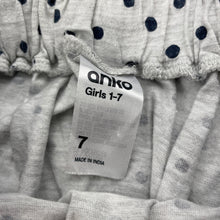 anko
Girls 1-7
7
MADE IN INDIA